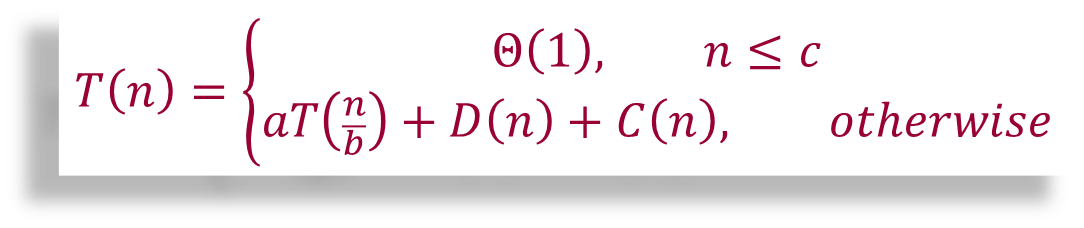 T(n) = { Θ(1), n ≤ c
aT(n/b) + D(n) + C(n), otherwise